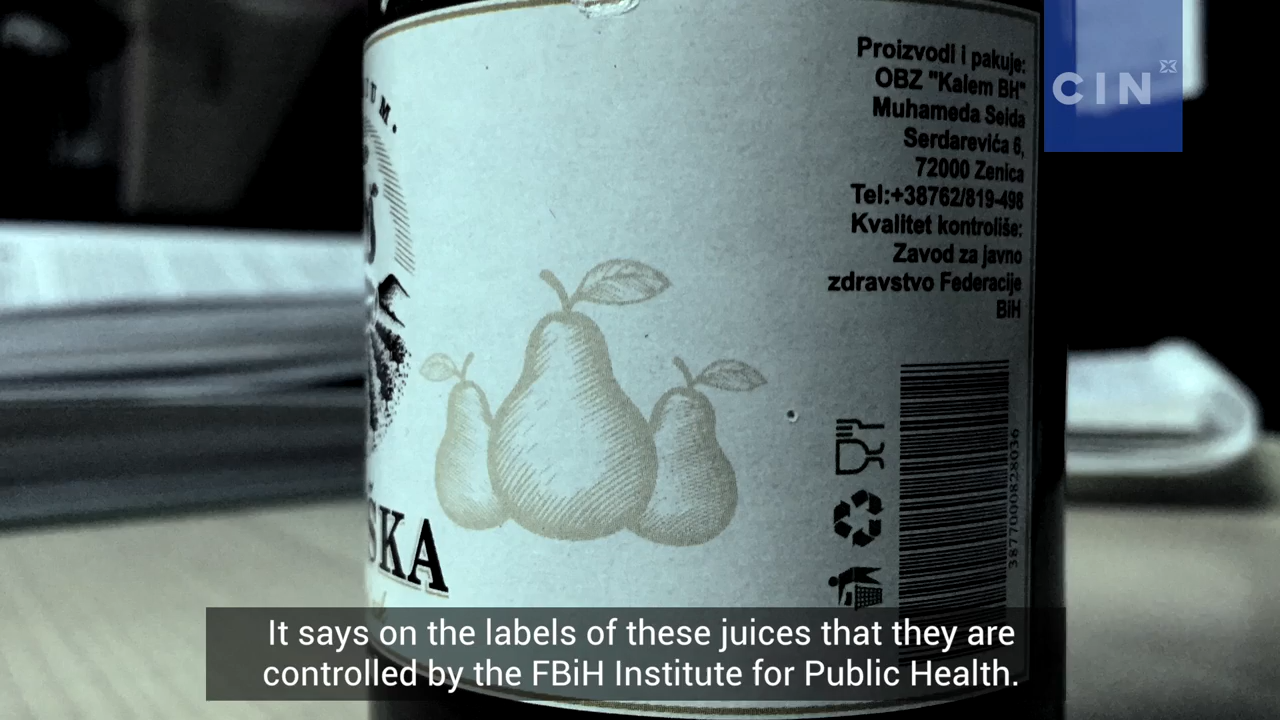 UM.
ŠKA
Proizvodi i pakuje:
OBZ "Kalem BH"
Muhameda Seida
Serdarevića 6,
72000 Zenica
Tel:+38762/819-498
Kvalitet kontroliše:
Zavod za javno
zdravstvo Federacije
BiH
3877000828036
CIN
It says on the labels of these juices that they are
controlled by the FBiH Institute for Public Health.